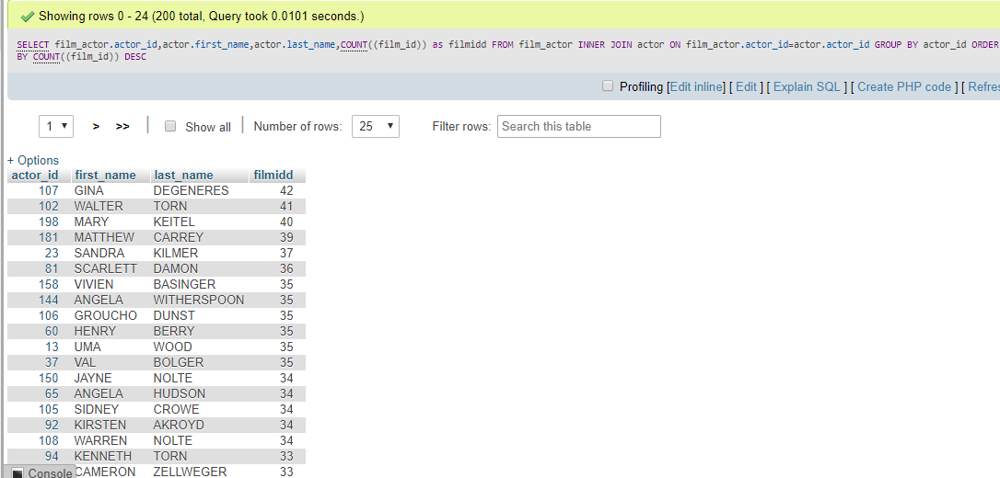 Showing rows 0 - 24 (200 total, Query took 0.0101 seconds.)
SELECT film_actor.actor_id,actor.first_name,actor.last_name,COUNT((film_id)) as filmidd FROM film_actor INNER JOIN actor ON film_actor.actor_id=actor.actor_id GROUP BY actor_id ORDER
BY COUNT((film_id)) DESC
Profiling [Edit inline] [ Edit ] [ Explain SQL ] [ Create PHP code ] [ Refres
1 > >> | Show all | Number of rows: 25 Filter rows: Search this table
+ Options
actor_id first_name last_name filmidd
107 GINA DEGENERES 42
102 WALTER TORN 41
198 MARY KEITEL 40
181 MATTHEW CARREY 39
23 SANDRA KILMER 37
81 SCARLETT DAMON 36
158 VIVIEN BASINGER 35
144 ANGELA WITHERSPOON 35
106 GROUCHO DUNST 35
60 HENRY BERRY 35
13 UMA WOOD 35
37 VAL BOLGER 35
150 JAYNE NOLTE 34
65 ANGELA HUDSON 34
105 SIDNEY CROWE 34
92 KIRSTEN AKROYD 34
108 WARREN NOLTE 34
94 KENNETH TORN 33
Console CAMERON ZELLWEGER 33